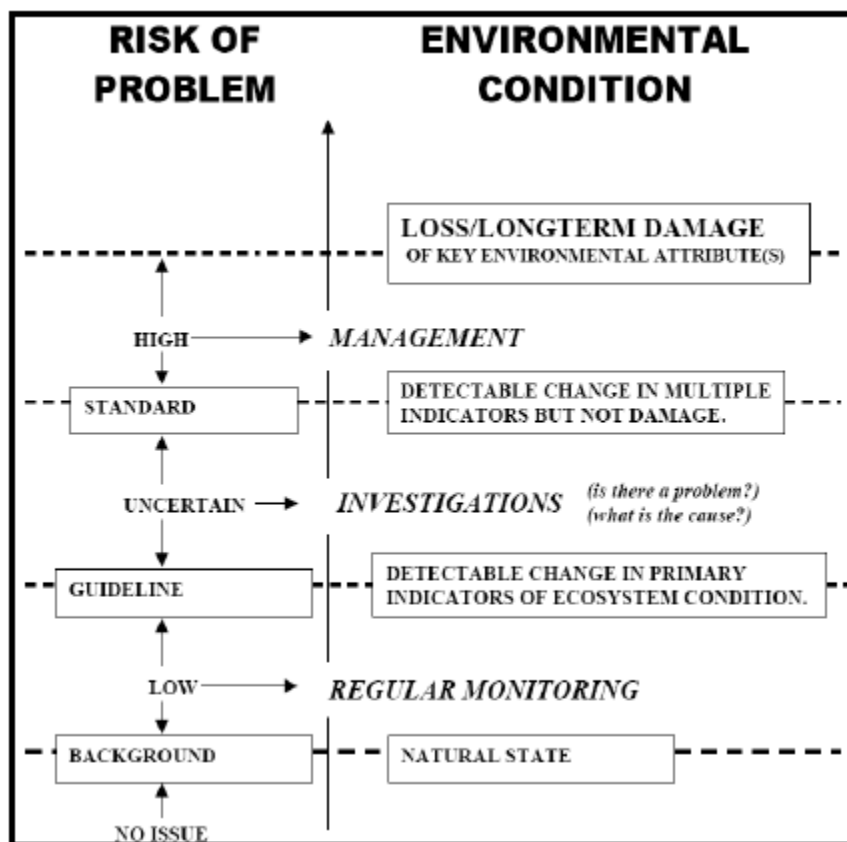 RISK OF
PROBLEM
ENVIRONMENTAL
CONDITION
LOSS/LONGTERM DAMAGE
OF KEY ENVIRONMENTAL ATTRIBUTE(S)
HIGH
MANAGEMENT
STANDARD
DETECTABLE CHANGE IN MULTIPLE
INDICATORS BUT NOT DAMAGE.
UNCERTAIN
INVESTIGATIONS
(is there a problem?)
(what is the cause?)
GUIDELINE
DETECTABLE CHANGE IN PRIMARY
INDICATORS OF ECOSYSTEM CONDITION.
LOW
REGULAR MONITORING
BACKGROUND
NATURAL STATE
NO ISSUE